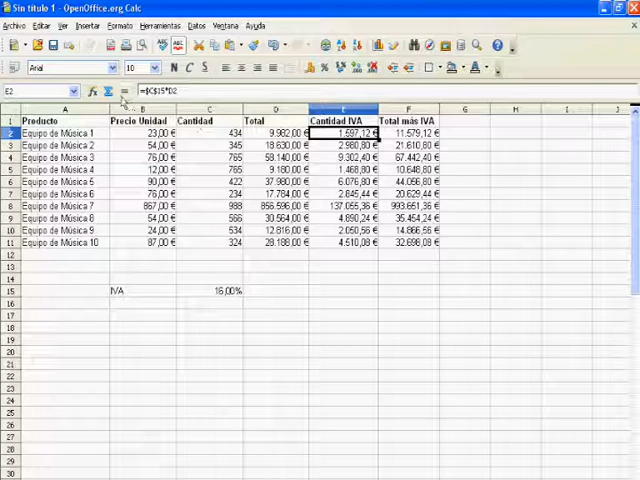 Sin título 1 - OpenOffice.org Calc
Archivo Editar Ver Insertar Formato Herramientas Datos Ventana Ayuda
Arial 10 N C S
E2 =$C$15*D2
A B C D E F G H I J
1 Producto Precio Unidad Cantidad Total Cantidad IVA Total más IVA
2 Equipo de Música 1 23,00 € 434 9.982,00 € 1.597,12 € 11.579,12 €
3 Equipo de Música 2 54,00 € 345 18.630,00 € 2.980,80 € 21.610,80 €
4 Equipo de Música 3 76,00 € 765 58.140,00 € 9.302,40 € 67.442,40 €
5 Equipo de Música 4 12,00 € 765 9.180,00 € 1.468,80 € 10.648,80 €
6 Equipo de Música 5 90,00 € 422 37.980,00 € 6.076,80 € 44.056,80 €
7 Equipo de Música 6 76,00 € 234 17.784,00 € 2.845,44 € 20.629,44 €
8 Equipo de Música 7 867,00 € 988 856.596,00 € 137.055,36 € 993.651,36 €
9 Equipo de Música 8 54,00 € 566 30.564,00 € 4.890,24 € 35.454,24 €
10 Equipo de Música 9 24,00 € 534 12.816,00 € 2.050,56 € 14.866,56 €
11 Equipo de Música 10 87,00 € 324 28.188,00 € 4.510,08 € 32.698,08 €
12
13
14
15 IVA 16,00%
16
17
18
19
20
21
22
23
24
25
26
27
28
29
30